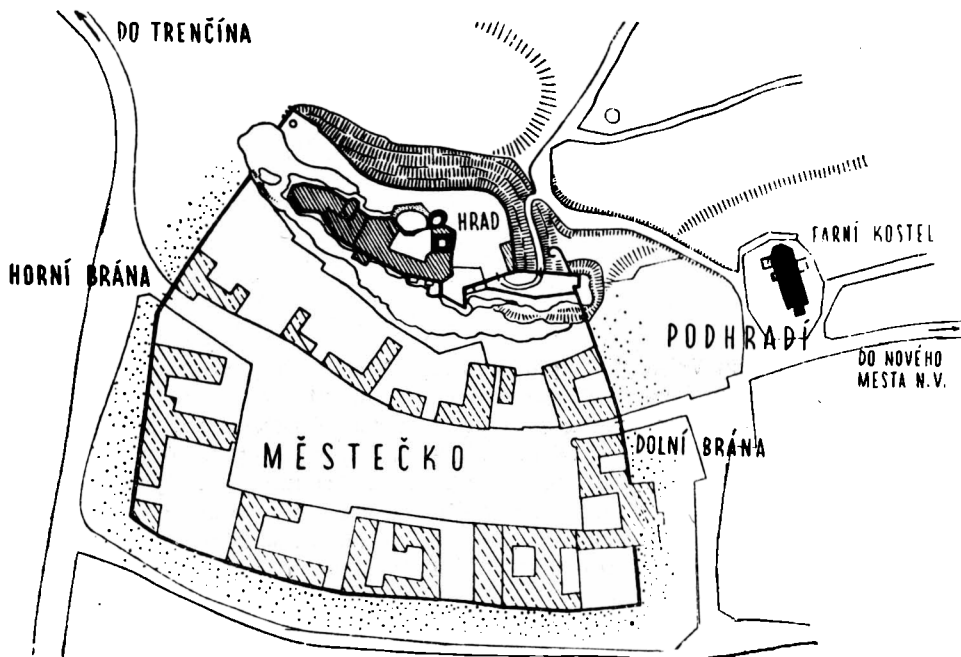 DO TRENČÍNA
HRAD
FARNÍ KOSTEL
HORNÍ BRÁNA
PODHRADÍ
DO NOVÉHO
MESTA N.V.
DOLNÍ BRÁNA
MĚSTEČKO